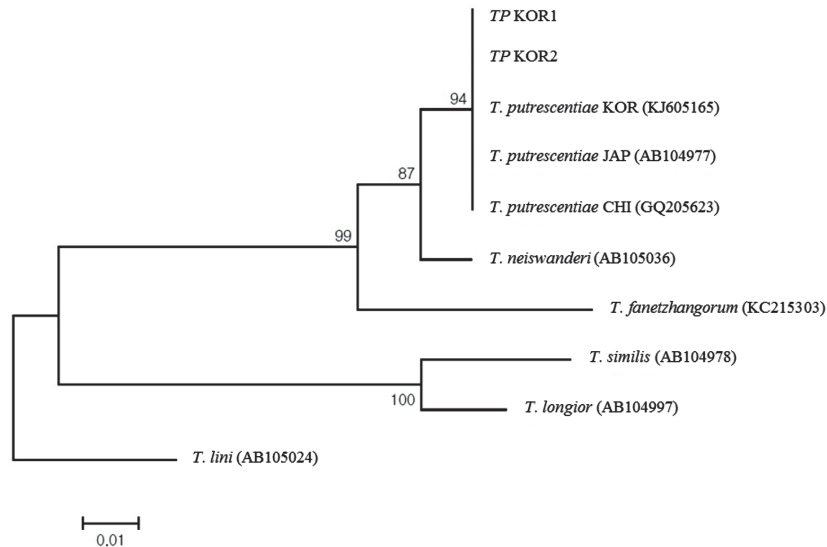 TP KOR1
TP KOR2
94
T. putrescentiae KOR (KJ605165)
T. putrescentiae JAP (AB104977)
87
T. putrescentiae CHI (GQ205623)
99
T. neiswanderi (AB105036)
T. fanetzhangorum (KC215303)
T. similis (AB104978)
100
T. longior (AB104997)
T. lini (AB105024)
0.01